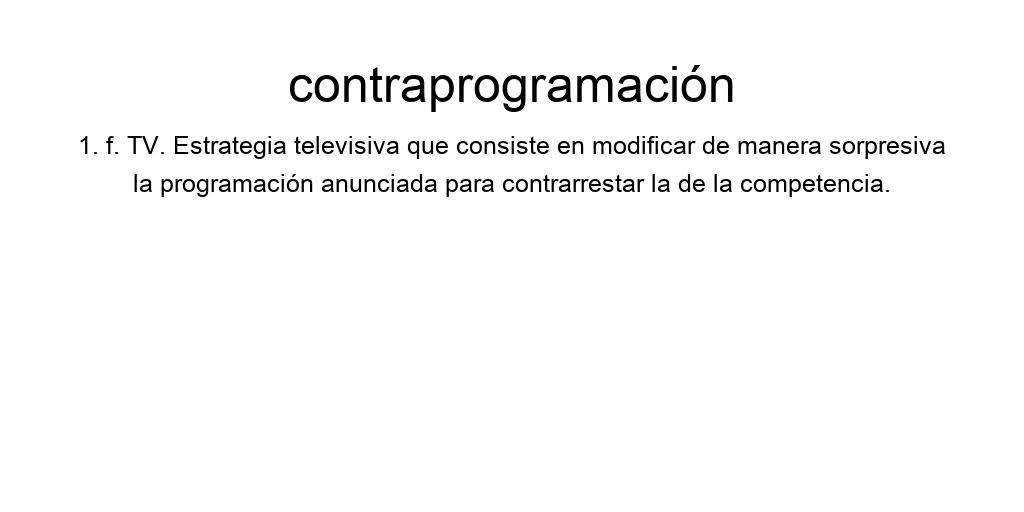 contraprogramación
1. f. TV. Estrategia televisiva que consiste en modificar de manera sorpresiva
la programación anunciada para contrarrestar la de la competencia.